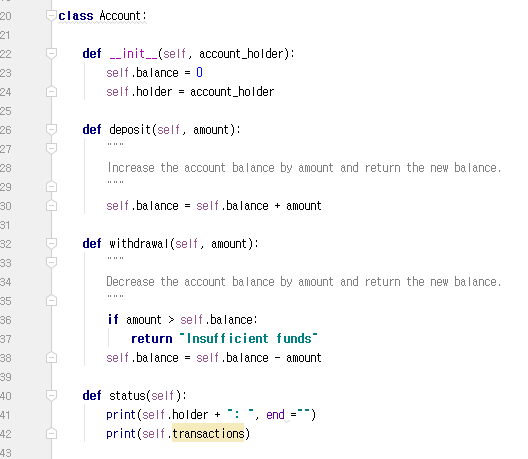 20 class Account:
21
22 def __init__(self, account_holder):
23 self.balance = 0
24 self.holder = account_holder
25
26 def deposit(self, amount):
27 """
28 Increase the account balance by amount and return the new balance.
29 """
30 self.balance = self.balance + amount
31
32 def withdrawal(self, amount):
33 """
34 Decrease the account balance by amount and return the new balance.
35 """
36 if amount > self.balance:
37 return "Insufficient funds"
38 self.balance = self.balance - amount
39
40 def status(self):
41 print(self.holder + ": ", end ="")
42 print(self.transactions)
43